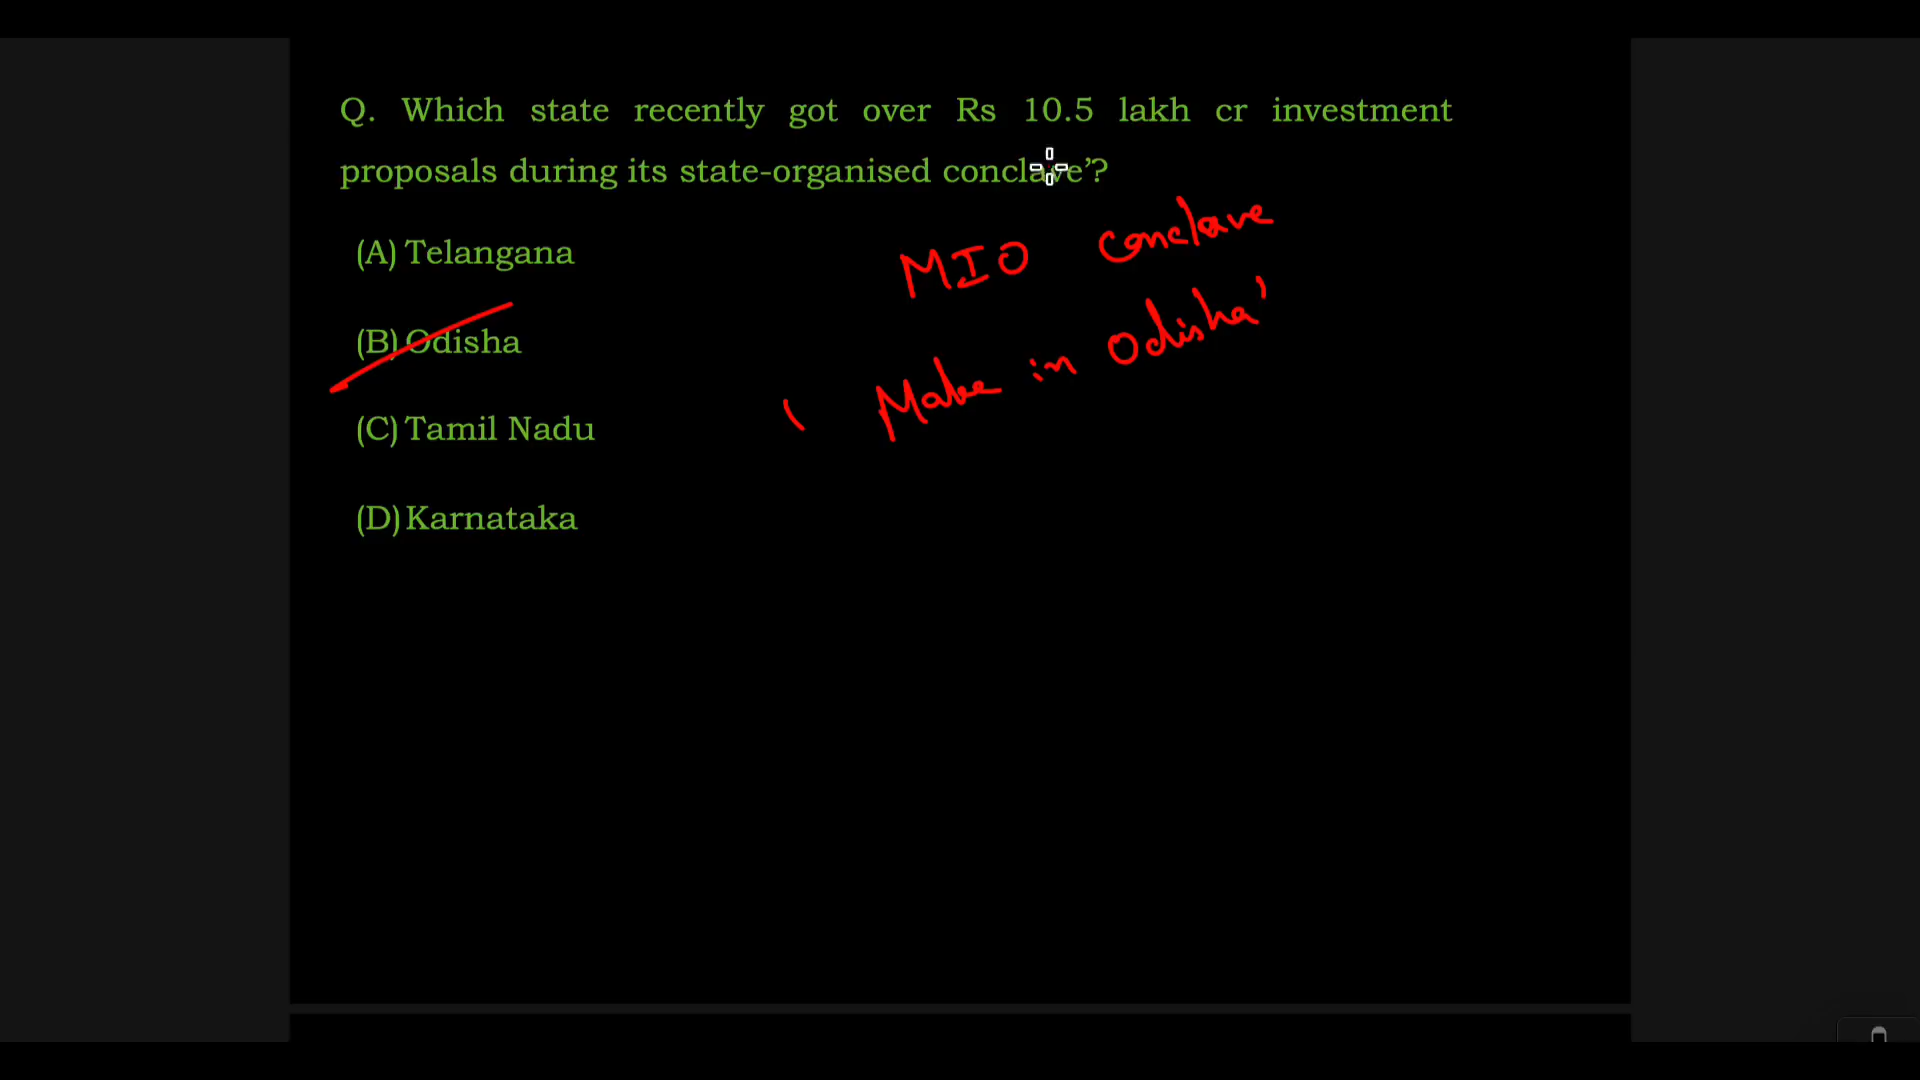 Q. Which state recently got over Rs 10.5 lakh cr investment
proposals during its state-organised conclave’?
(A) Telangana
MIO Conclave
(B) Odisha
‘ Make in Odisha’
(C) Tamil Nadu
(D) Karnataka